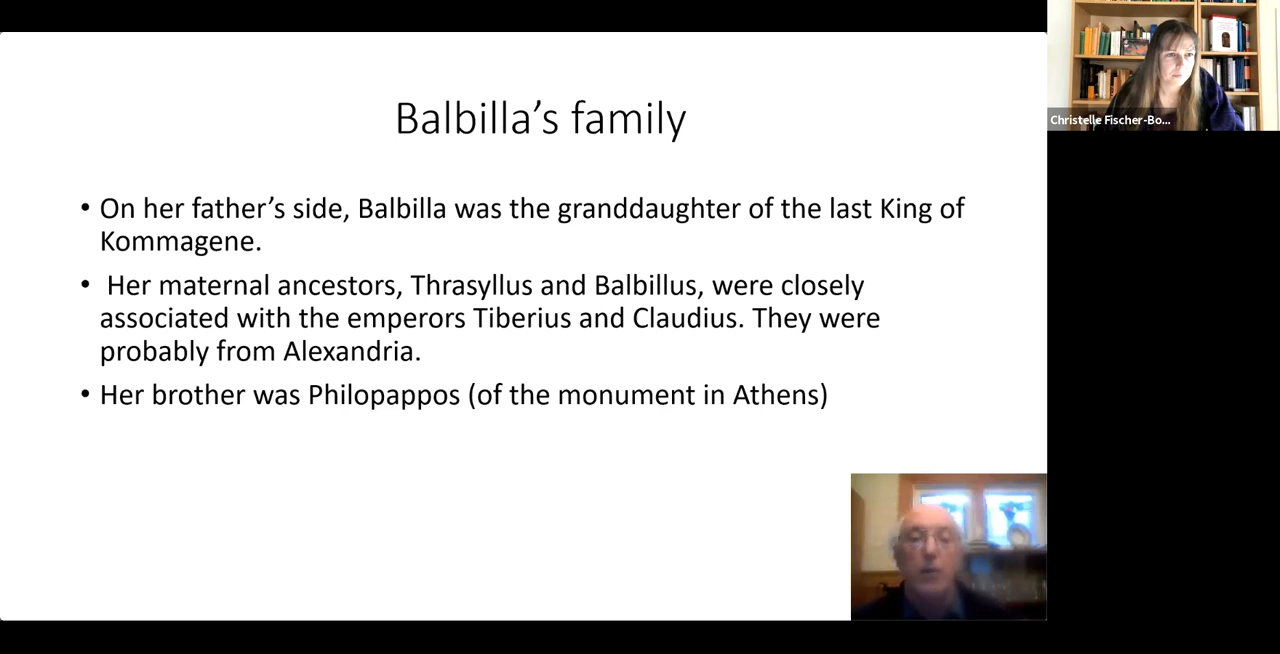 Balbilla’s family
• On her father’s side, Balbilla was the granddaughter of the last King of
Kommagene.
• Her maternal ancestors, Thrasyllus and Balbillus, were closely
associated with the emperors Tiberius and Claudius. They were
probably from Alexandria.
• Her brother was Philopappos (of the monument in Athens)
Christelle Fischer-Bo...